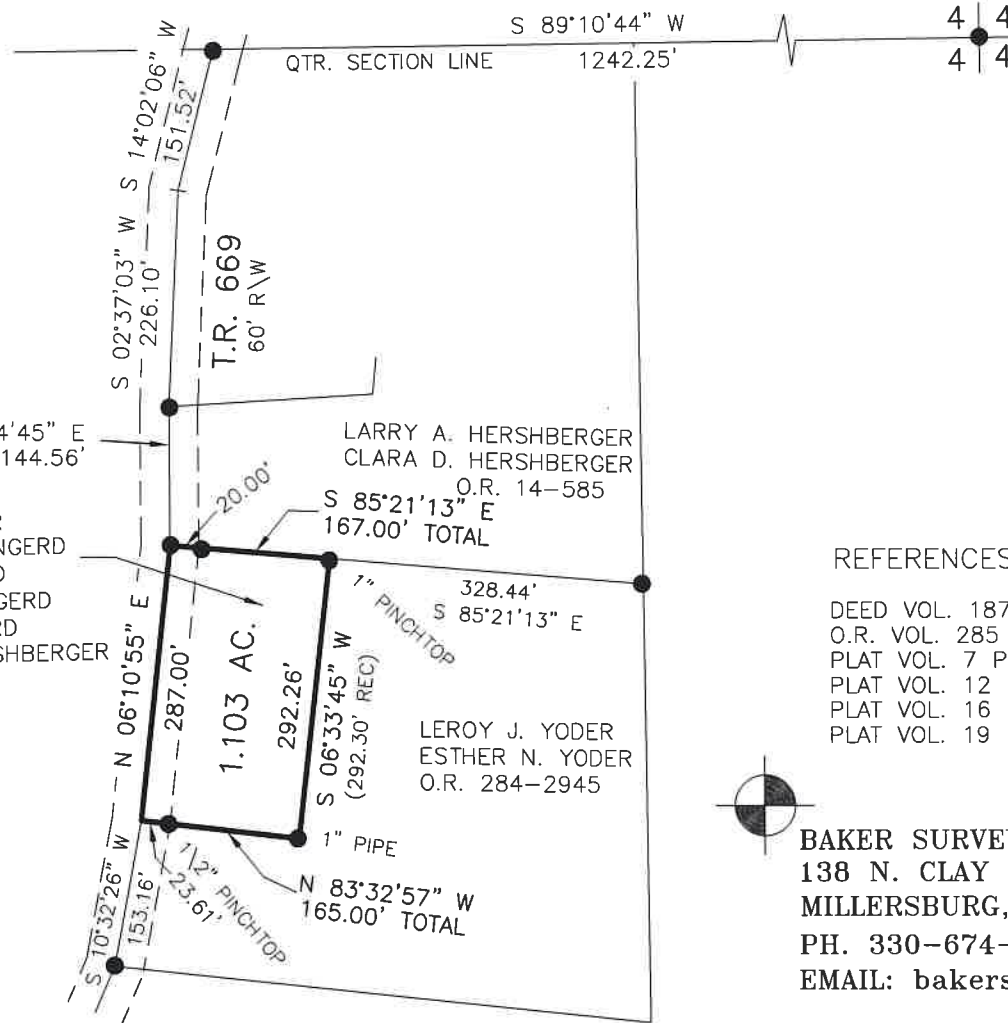 S 89°10'44" W
4 4
QTR. SECTION LINE 1242.25'
4 4
S 14°02'06" W
151.52'
S 02°37'03" W
226.10'
T.R. 669
60' R\W
4'45" E
144.56'
LARRY A. HERSHBERGER
CLARA D. HERSHBERGER
O.R. 14-585
20.00'
S 85°21'13" E
167.00' TOTAL
NGERD
GERD
RD
SHBERGER
1" PINCHTOP
328.44'
S 85°21'13" E
N 06°10'55" E
287.00'
1.103 AC.
292.26'
S 06°33'45" W
(292.30' REC)
LEROY J. YODER
ESTHER N. YODER
O.R. 284-2945
REFERENCES
DEED VOL. 187
O.R. VOL. 285
PLAT VOL. 7 P
PLAT VOL. 12
PLAT VOL. 16
PLAT VOL. 19
1" PIPE
1\2" PINCHTOP
23.61'
N 83°32'57" W
165.00' TOTAL
S 10°32'26" W
153.16'
BAKER SURVE
138 N. CLAY
MILLERSBURG,
PH. 330-674-
EMAIL: bakers